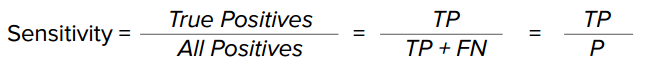 Sensitivity = True Positives / All Positives = TP / TP + FN = TP / P